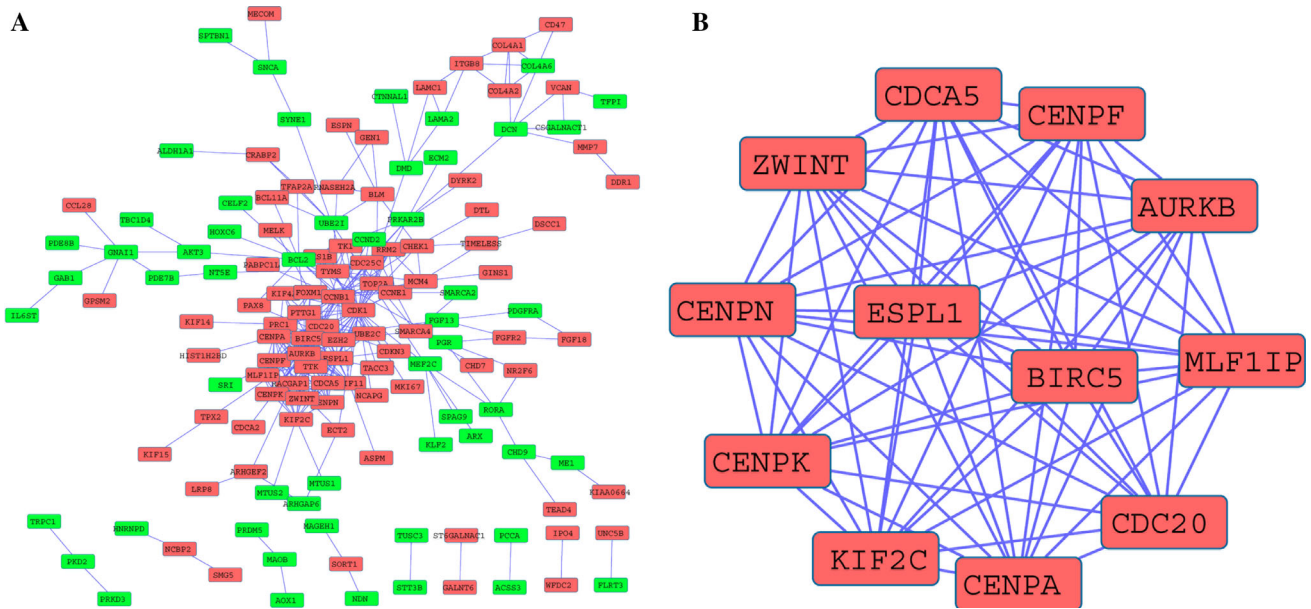 A
B
MECOM
SPTBN1
SNCA
SYNE1
CD47
COL4A1
ITGB8
COL4A6
COL4A2
LAMC1
CTNNAL1
LAMA2
VCAN
TFPI
CSGALNACT1
DCN
MMP7
DDR1
ESPN
GEN1
ALDH1A1
CRABP2
ECM2
DMD
DYRK2
TFAP2A
RNASEH2A
BLM
BCL11A
CELF2
UBE2I
PRKAR2B
DTL
DSCC1
CCL28
TBC1D4
HOXC6
MELK
CCND2
CHEK1
TIMELESS
PDE8B
GNAI1
AKT3
BCL2
TK1
RRM2
CDC25C
GAB1
PDE7B
NT5E
PABPC1L
TYMS
TOP2A
MCM4
GINS1
GPSM2
IL6ST
FOXM1
CCNB1
CCNE1
SMARCA2
PAX8
PTTG1
CDK1
FGF13
PDGFRA
KIF14
PRC1
CDC20
UBE2C
SMARCA4
PGR
FGFR2
FGF18
CENPA
BIRC5
EZH2
HIST1H2BD
CENPF
AURKB
ESPL1
CDKN3
MEF2C
CHD7
NR2F6
TTK
TACC3
SRI
MLF1IP
CDCA5
MKI67
CENPK
ZWINT
CENPN
NCAPG
RORA
TPX2
CDCA2
KIF2C
ECT2
SPAG9
ARX
KLF2
KIF15
ASPM
CHD9
ME1
ARHGEF2
LRP8
MTUS2
MTUS1
ARHGAP6
KIAA0664
TEAD4
TRPC1
PKD2
PRKD3
HNRNPD
NCBP2
SMG5
PRDM5
MAOB
AOX1
MAGEH1
SORT1
NDN
TUSC3
STT3B
ST6GALNAC1
GALNT6
PCCA
ACSS3
IPO4
WFDC2
UNC5B
FLRT3
CDCA5
CENPF
ZWINT
AURKB
CENPN
ESPL1
MLF1IP
BIRC5
CENPK
CDC20
KIF2C
CENPA